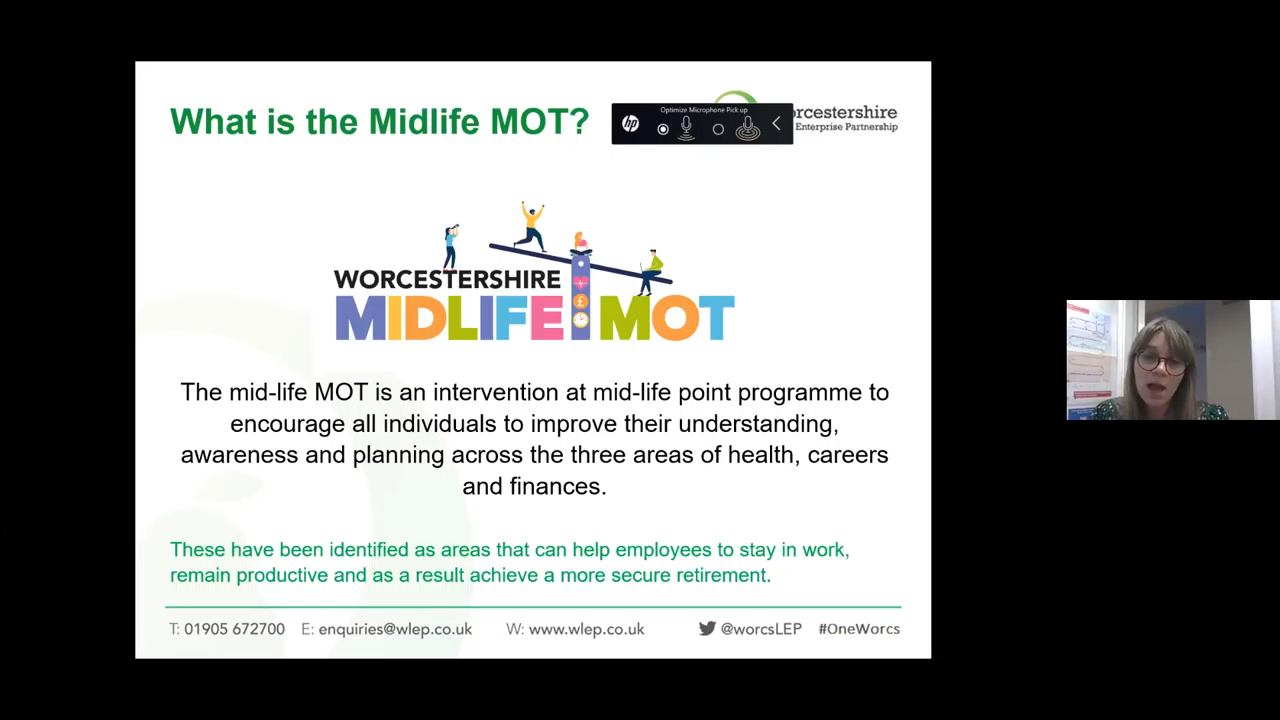 What is the Midlife MOT?
Optimize Microphone Pick up
hp
orcestershire
Enterprise Partnership
WORCESTERSHIRE
MIDLIFE MOT
The mid-life MOT is an intervention at mid-life point programme to
encourage all individuals to improve their understanding,
awareness and planning across the three areas of health, careers
and finances.
These have been identified as areas that can help employees to stay in work,
remain productive and as a result achieve a more secure retirement.
T: 01905 672700 E: enquiries@wlep.co.uk W: www.wlep.co.uk @worcsLEP #OneWorcs